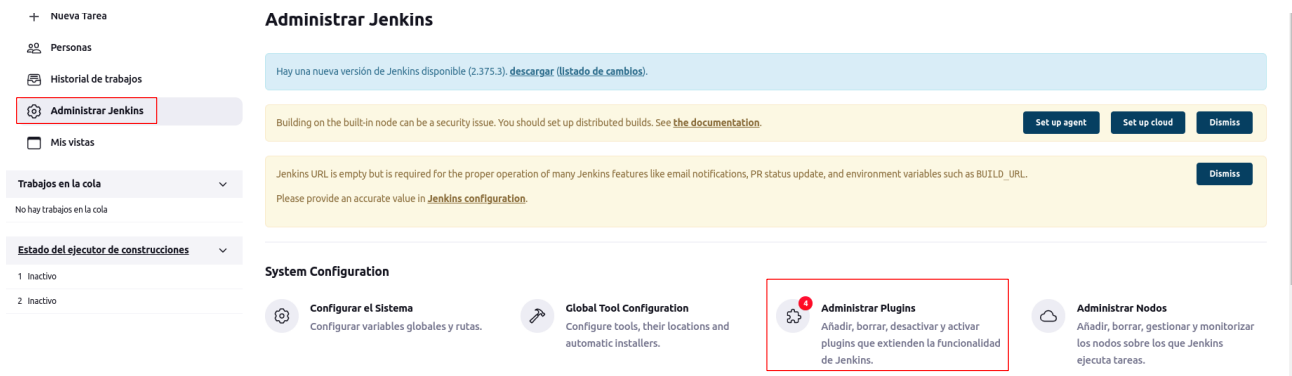 Nueva Tarea
Personas
Historial de trabajos
Administrar Jenkins
Mis vistas
Trabajos en la cola
No hay trabajos en la cola
Estado del ejecutor de construcciones
1 Inactivo
2 Inactivo
Administrar Jenkins
Hay una nueva versión de Jenkins disponible (2.375.3). descargar (listado de cambios).
Building on the built-in node can be a security issue. You should set up distributed builds. See the documentation.
Set up agent
Set up cloud
Dismiss
Jenkins URL is empty but is required for the proper operation of many Jenkins features like email notifications, PR status update, and environment variables such as BUILD_URL.
Please provide an accurate value in Jenkins configuration.
Dismiss
System Configuration
Configurar el Sistema
Configurar variables globales y rutas.
Global Tool Configuration
Configure tools, their locations and
automatic installers.
4
Administrar Plugins
Añadir, borrar, desactivar y activar
plugins que extienden la funcionalidad
de Jenkins.
Administrar Nodos
Añadir, borrar, gestionar y monitorizar
los nodos sobre los que Jenkins
ejecuta tareas.